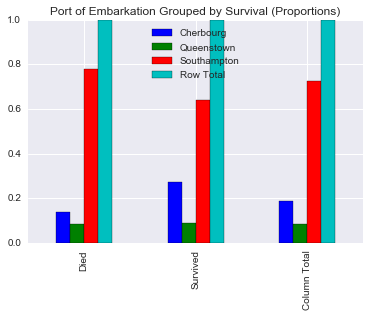 Port of Embarkation Grouped by Survival (Proportions)
1.0
0.8
0.6
0.4
0.2
0.0
Cherbourg
Queenstown
Southampton
Row Total
Died
Survived
Column Total